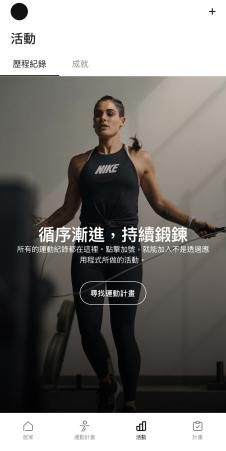 活動
歷程紀錄
成就
NIKE
循序漸進，持續鍛鍊
所有的運動紀錄都在這裡。點擊加號，就能加入不是透過應
用程式所做的活動。
尋找運動計畫
居家
運動計畫
活動
計畫